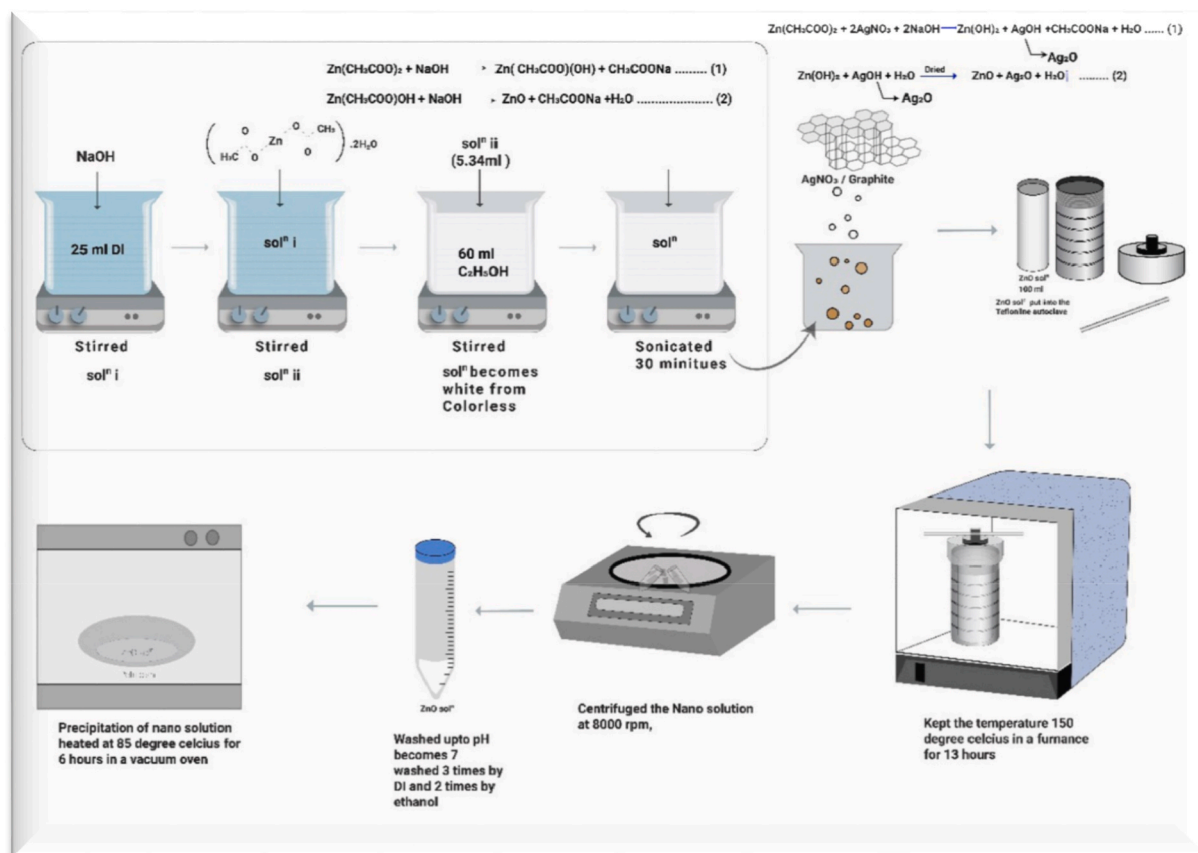 Zn(CH₃COO)₂ + NaOH → Zn( CH₃COO)(OH) + CH₃COONa ......... (1)
Zn(CH₃COO)OH + NaOH → ZnO + CH₃COONa +H₂O ...................... (2)
Zn(CH₃COO)₂ + 2AgNO₃ + 2NaOH — Zn(OH)₂ + AgOH +CH₃COONa + H₂O ...... (1)
Ag₂O
Dried
Zn(OH)₂ + AgOH + H₂O → ZnO + Ag₂O + H₂O ......... (2)
Ag₂O
NaOH
25 ml DI
Stirred
solⁿ i
O O CH₃
Zn
H₃C O O
.2H₂O
solⁿ i
Stirred
solⁿ ii
solⁿ ii
(5.34ml )
60 ml
C₂H₅OH
Stirred
solⁿ becomes
white from
Colorless
solⁿ
Sonicated
30 minitues
AgNO₃ / Graphite
ZnO solⁿ
160 ml
ZnO solⁿ put into the
Teflonline autoclave
Kept the temperature 150
degree celcius in a furnance
for 13 hours
Centrifuged the Nano solution
at 8000 rpm,
ZnO solⁿ
Washed upto pH
becomes 7
washed 3 times by
DI and 2 times by
ethanol
Precipitation of nano solution
heated at 85 degree celcius for
6 hours in a vacuum oven